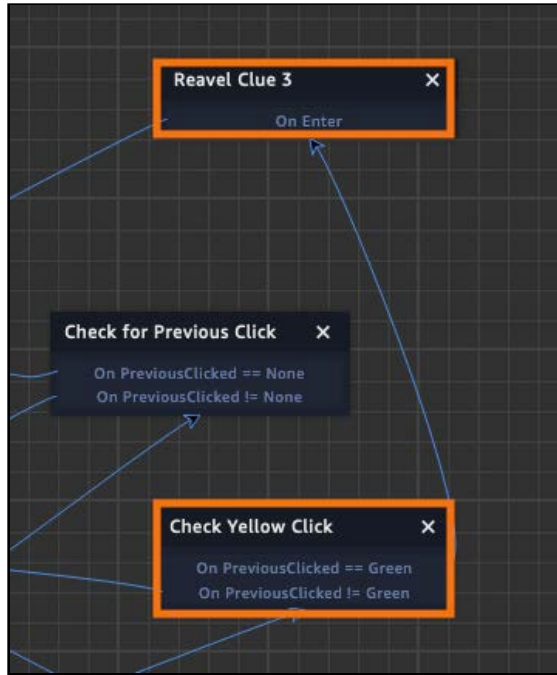 Reavel Clue 3
On Enter
Check for Previous Click
On PreviousClicked == None
On PreviousClicked != None
Check Yellow Click
On PreviousClicked == Green
On PreviousClicked != Green